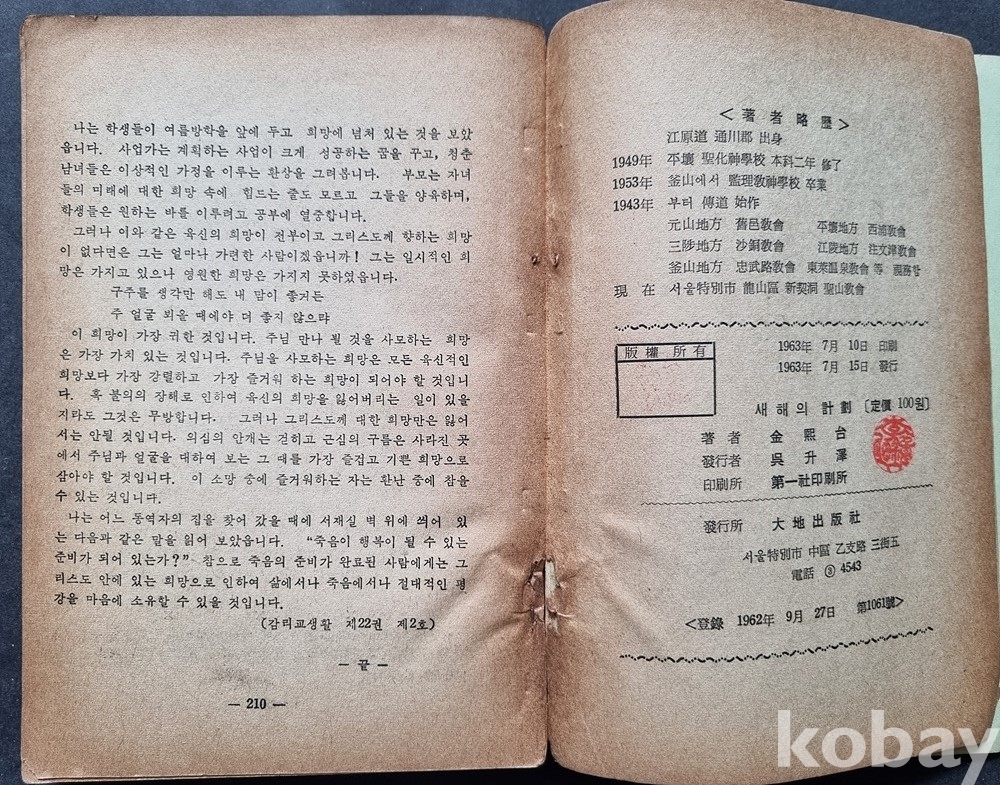 나는 학생들이 여름방학을 앞에 두고 희망에 넘쳐 있는 것을 보았
읍니다. 사업가는 계획하는 사업이 크게 성공하는 꿈을 꾸고, 청춘
남녀들은 이상적인 가정을 이루는 환상을 그려봅니다. 부모는 자녀
들의 미래에 대한 희망 속에 힘드는 줄도 모르고 그들을 양육하며,
학생들은 원하는 바를 이루려고 공부에 열중합니다.
그러나 이와 같은 육신의 희망이 전부이고 그리스도께 향하는 희망
이 없다면은 그는 얼마나 가련한 사람이겠읍니까! 그는 일시적인 희
망은 가지고 있으나 영원한 희망은 가지지 못하였읍니다.
구주를 생각만 해도 내 맘이 좋거든
주 얼굴 뵈올 때에야 더 좋지 않으랴
이 희망이 가장 귀한 것입니다. 주님 만나 뵐 것을 사모하는 희망
은 가장 가치 있는 것입니다. 주님을 사모하는 희망은 모든 육신적인
희망보다 가장 강렬하고 가장 즐거워 하는 희망이 되어야 할 것입니
다. 혹 불의의 장해로 인하여 육신의 희망을 잃어버리는 일이 있을
지라도 그것은 무방합니다. 그러나 그리스도께 대한 희망만은 잃어
서는 안될 것입니다. 의심의 안개는 걷히고 근심의 구름은 사라진 곳
에서 주님과 얼굴을 대하여 보는 그 때를 가장 즐겁고 기쁜 희망으로
삼아야 할 것입니다. 이 소망 중에 즐거워하는 자는 환난 중에 참을
수 있는 것입니다.
나는 어느 동역자의 집을 찾어 갔을 때에 서재실 벽 위에 씌어 있
는 다음과 같은 말을 읽어 보았읍니다. “죽음이 행복이 될 수 있는
준비가 되어 있는가?” 참으로 죽음의 준비가 완료된 사람에게는 그
리스도 안에 있는 희망으로 인하여 삶에서나 죽음에서나 절대적인 평
강을 마음에 소유할 수 있을 것입니다.
(감리교생활 제22권 제2호)
— 끝 —
— 210 —
<著者略歷>
江原道 通川郡 出身
1949年 平壤 聖化神學校 本科二年 修了
1953年 釜山에서 監理敎神學校 卒業
1943年 부터 傳道 始作
元山地方 舊邑敎會 平壤地方 西浦敎會
三陟地方 沙銅敎會 江陵地方 注文津敎會
釜山地方 忠武路敎會 東萊温泉敎會 等
現在 서울特別市 龍山區 新契洞 聖山敎會
版權所有
1963年 7月 10日 印刷
1963年 7月 15日 發行
새해의 計劃 〔定價 100원〕
著者 金熙台
發行者 吳升澤
印刷所 第一社印刷所
發行所 大地出版社
서울特別市 中區 乙支路 三街五
電話 ③ 4543
<登錄 1962年 9月 27日 第1061號>
kobay